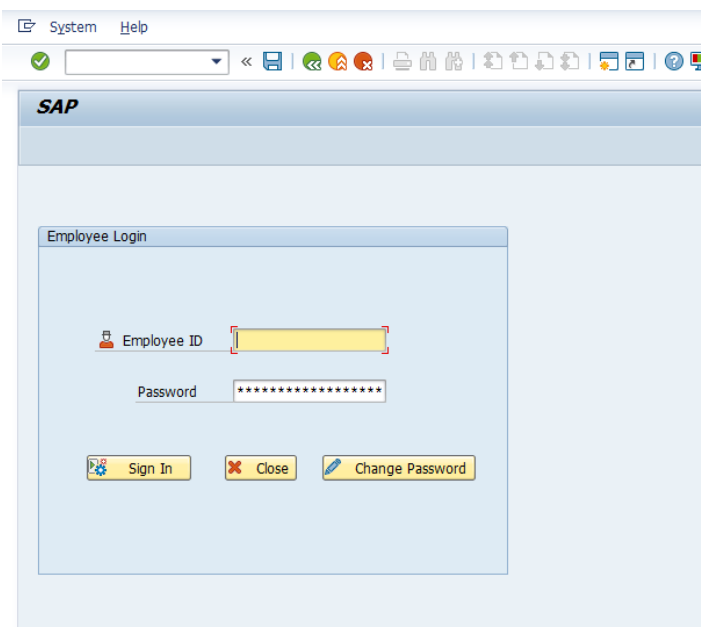 System Help
SAP
Employee Login
Employee ID
Password ******************
Sign In Close Change Password